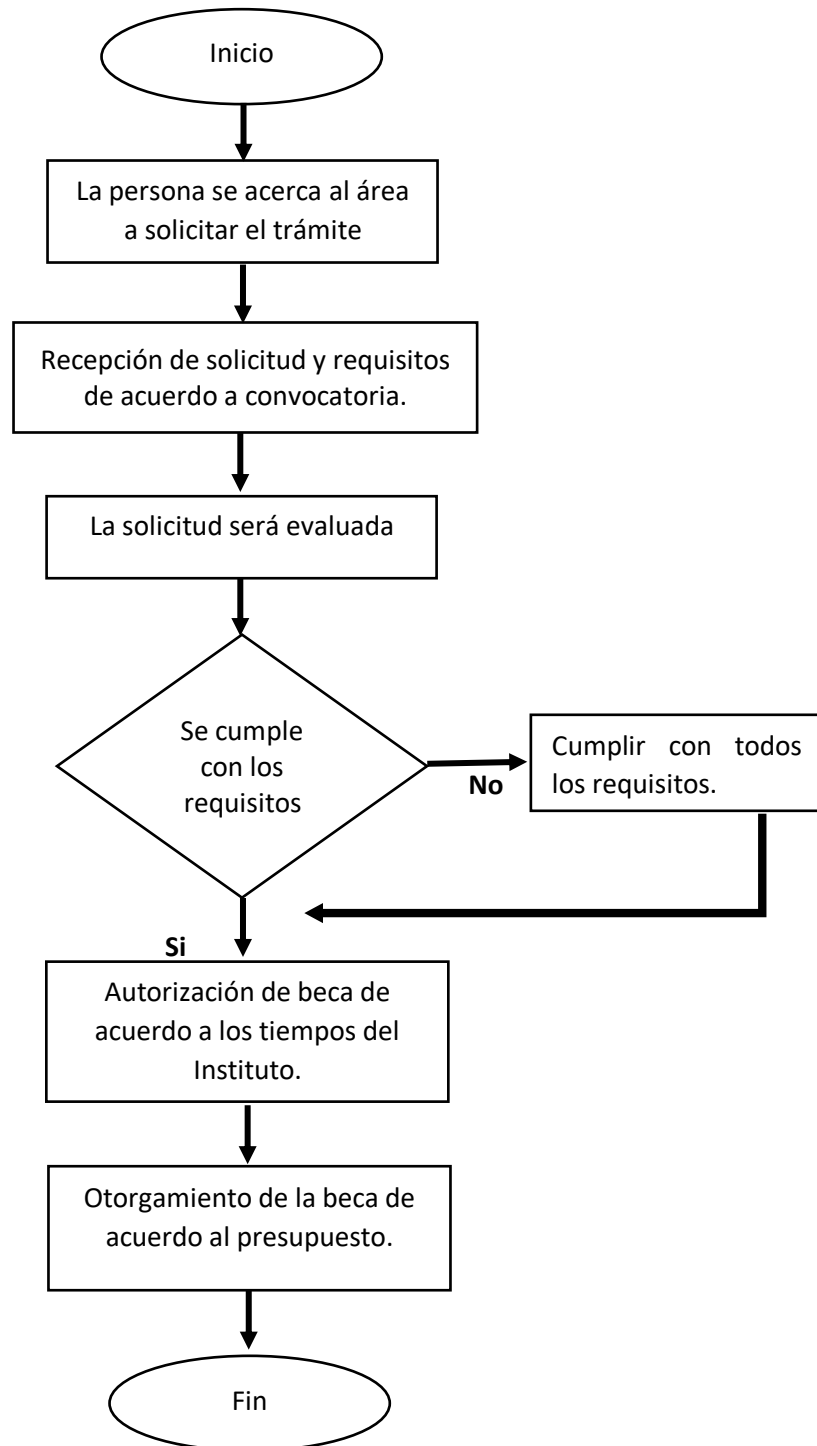 Inicio
La persona se acerca al área
a solicitar el trámite
Recepción de solicitud y requisitos
de acuerdo a convocatoria.
La solicitud será evaluada
Se cumple
con los
requisitos
No
Cumplir con todos
los requisitos.
Si
Autorización de beca de
acuerdo a los tiempos del
Instituto.
Otorgamiento de la beca de
acuerdo al presupuesto.
Fin